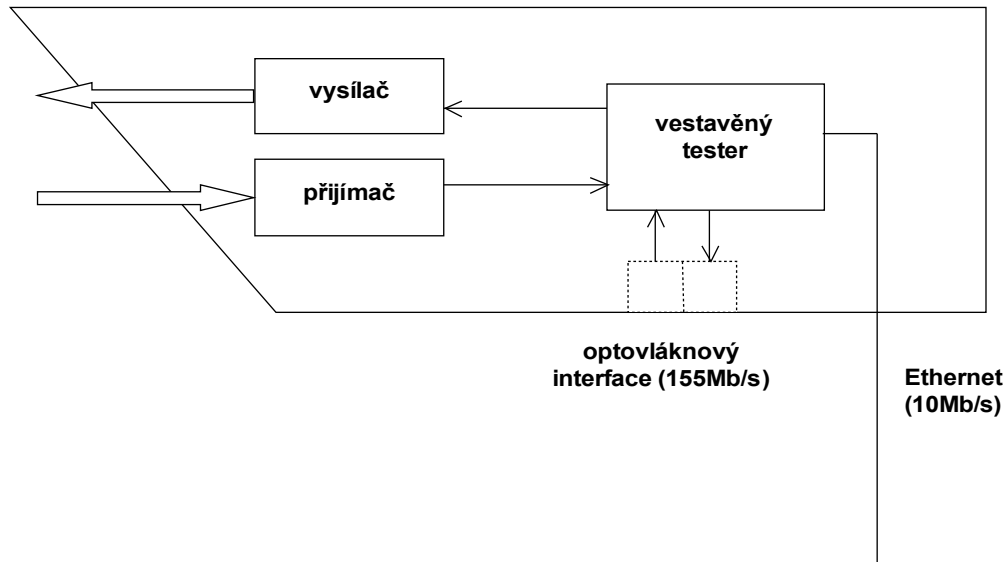 vysílač
vestavěný
tester
přijímač
optovláknový
interface (155Mb/s)
Ethernet
(10Mb/s)